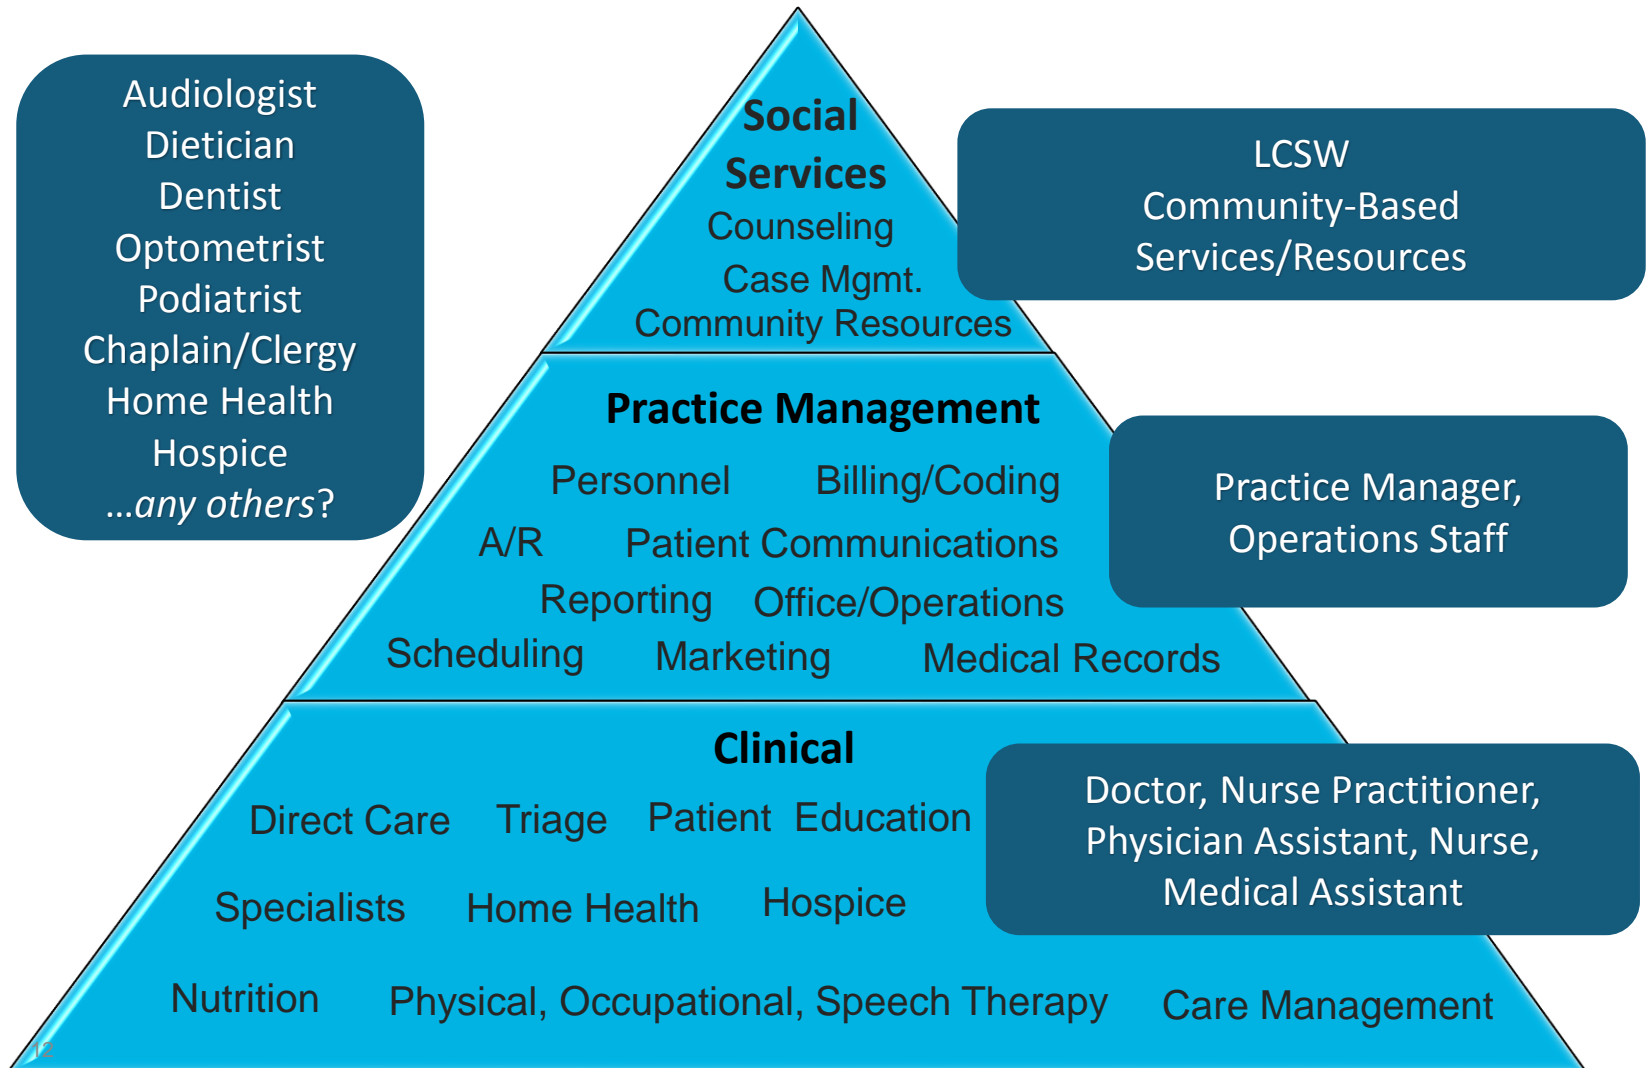 Audiologist
Dietician
Dentist
Optometrist
Podiatrist
Chaplain/Clergy
Home Health
Hospice
...any others?
Social
Services
Counseling
Case Mgmt.
Community Resources
LCSW
Community-Based
Services/Resources
Practice Management
Personnel Billing/Coding
A/R Patient Communications
Reporting Office/Operations
Scheduling Marketing Medical Records
Practice Manager,
Operations Staff
Clinical
Direct Care Triage Patient Education
Specialists Home Health Hospice
Nutrition Physical, Occupational, Speech Therapy Care Management
Doctor, Nurse Practitioner,
Physician Assistant, Nurse,
Medical Assistant
12